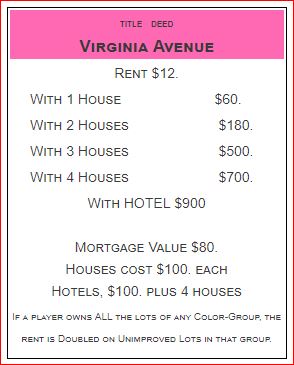 TITLE DEED
VIRGINIA AVENUE
RENT $12.
WITH 1 HOUSE $60.
WITH 2 HOUSES $180.
WITH 3 HOUSES $500.
WITH 4 HOUSES $700.
WITH HOTEL $900
MORTGAGE VALUE $80.
HOUSES COST $100. EACH
HOTELS, $100. PLUS 4 HOUSES
IF A PLAYER OWNS ALL THE LOTS OF ANY COLOR-GROUP, THE
RENT IS DOUBLED ON UNIMPROVED LOTS IN THAT GROUP.